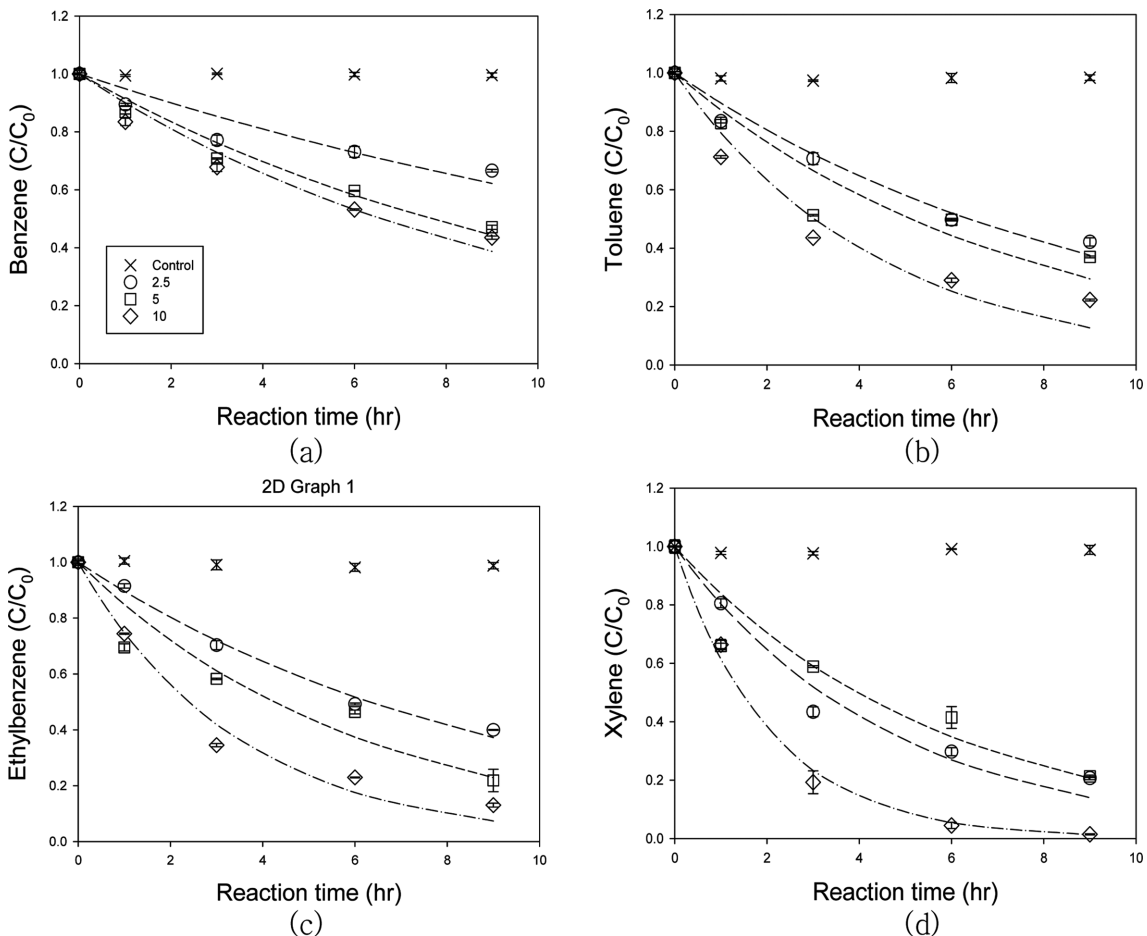 1.2
1.0
0.8
0.6
0.4
0.2
0.0
Benzene (C/C₀)
Control
2.5
5
10
0 2 4 6 8 10
Reaction time (hr)
(a)
1.2
1.0
0.8
0.6
0.4
0.2
0.0
Toluene (C/C₀)
0 2 4 6 8 10
Reaction time (hr)
(b)
2D Graph 1
1.2
1.0
0.8
0.6
0.4
0.2
0.0
Ethylbenzene (C/C₀)
0 2 4 6 8 10
Reaction time (hr)
(c)
1.2
1.0
0.8
0.6
0.4
0.2
0.0
Xylene (C/C₀)
0 2 4 6 8 10
Reaction time (hr)
(d)